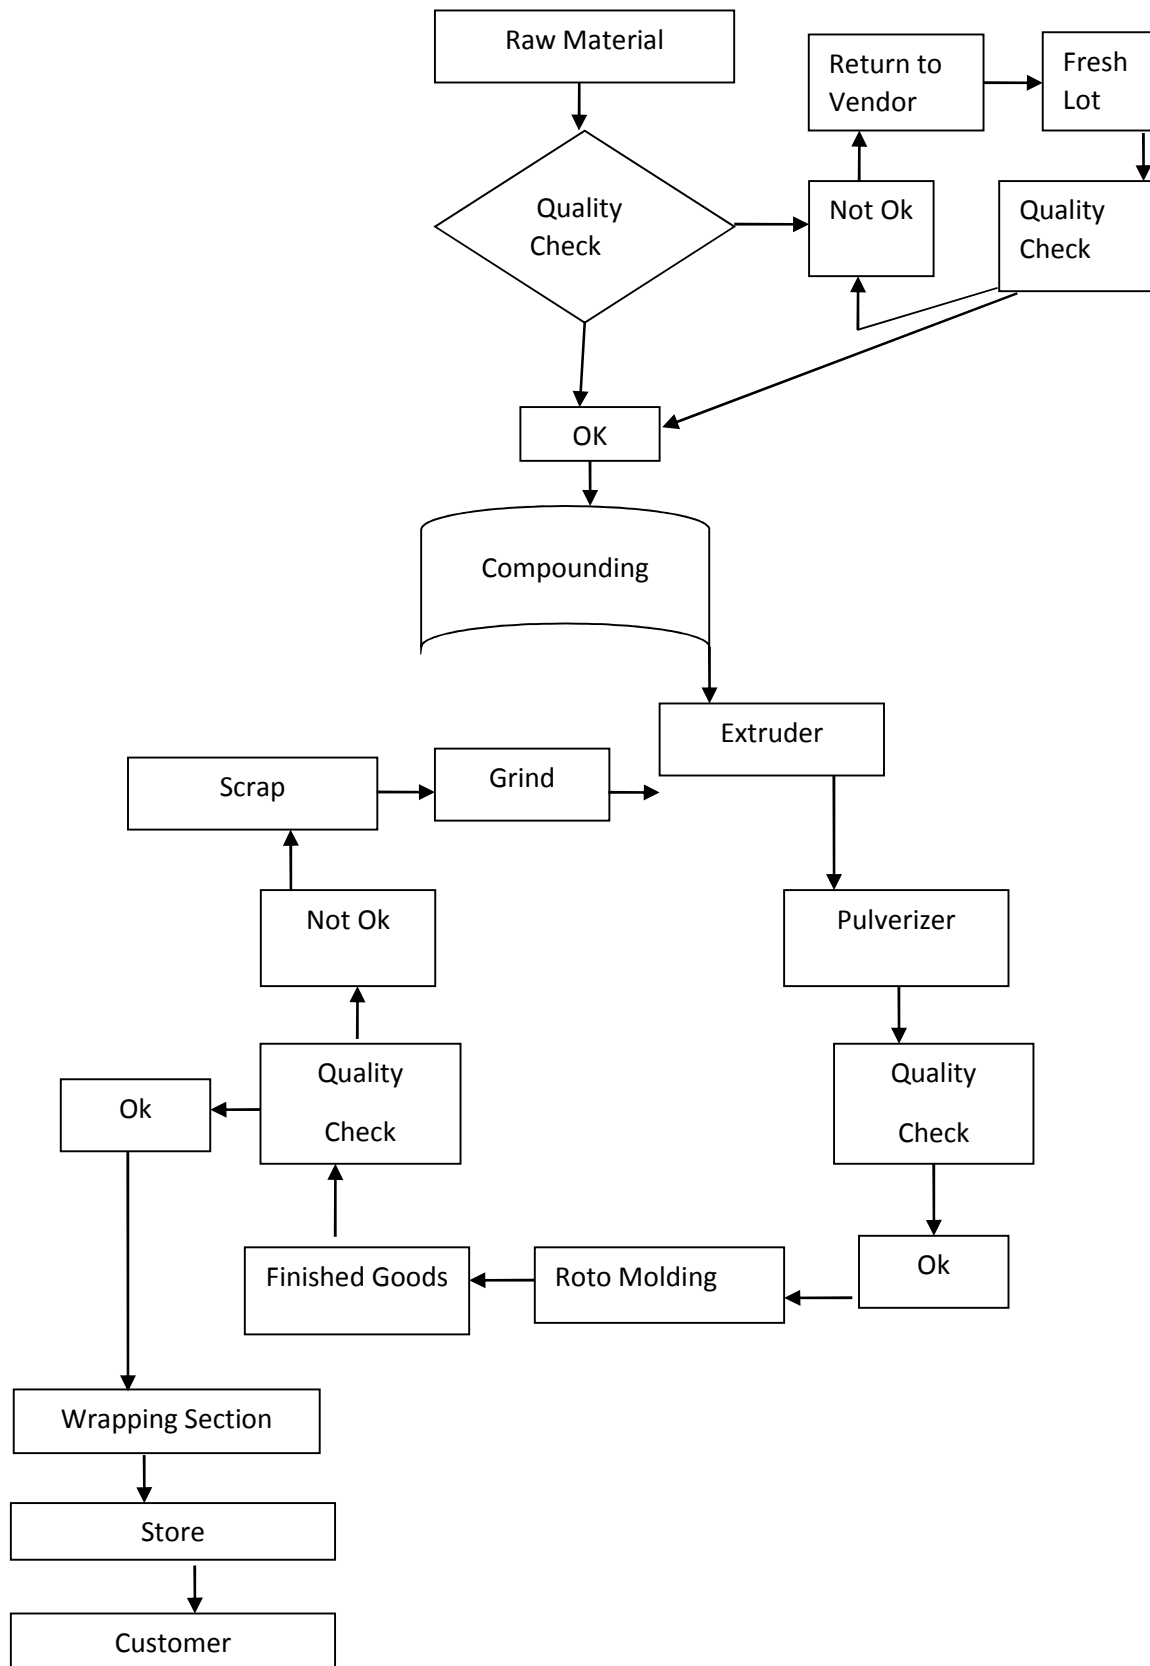 Raw Material
Return to
Vendor
Fresh
Lot
Quality
Check
Not Ok
Quality
Check
OK
Compounding
Extruder
Scrap
Grind
Not Ok
Pulverizer
Quality
Check
Ok
Quality
Check
Ok
Finished Goods
Roto Molding
Wrapping Section
Store
Customer